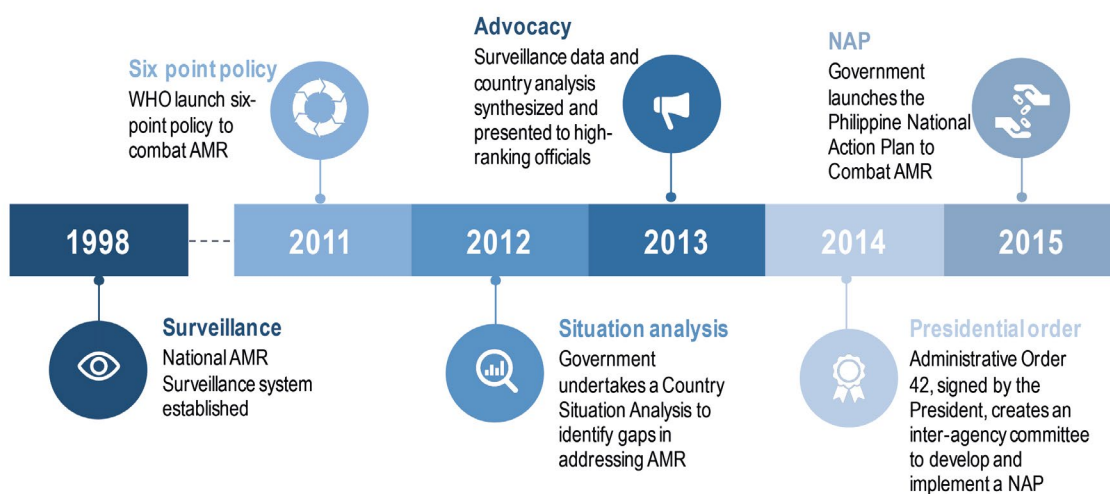 Six point policy
WHO launch six-
point policy to
combat AMR
Advocacy
Surveillance data and
country analysis
synthesized and
presented to high-
ranking officials
NAP
Government
launches the
Philippine National
Action Plan to
Combat AMR
1998
2011
2012
2013
2014
2015
Surveillance
National AMR
Surveillance system
established
Situation analysis
Government
undertakes a Country
Situation Analysis to
identify gaps in
addressing AMR
Presidential order
Administrative Order
42, signed by the
President, creates an
inter-agency committee
to develop and
implement a NAP